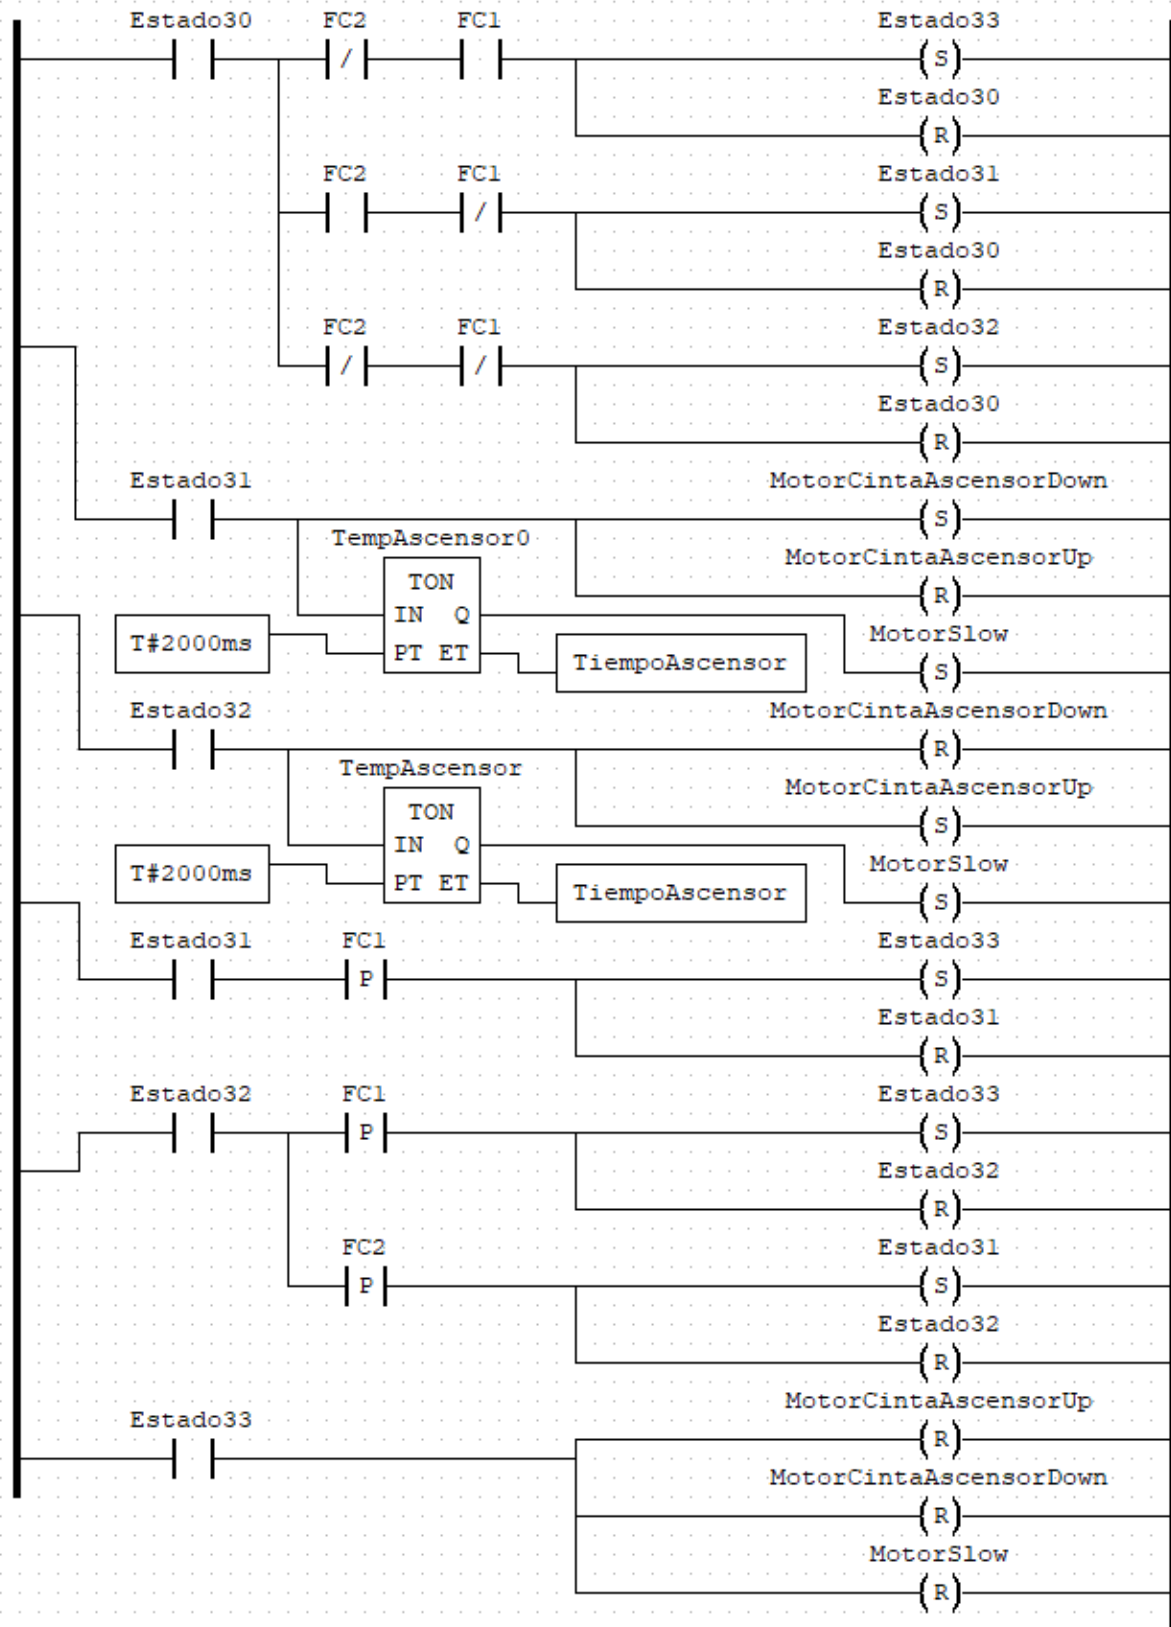 Estado30 FC2 FC1 Estado33
/ S
Estado30
R
FC2 FC1 Estado31
/ S
Estado30
R
FC2 FC1 Estado32
/ / S
Estado30
R
Estado31 MotorCintaAscensorDown
S
TempAscensor0 MotorCintaAscensorUp
TON
R
IN Q
T#2000ms MotorSlow
PT ET TiempoAscensor S
Estado32 MotorCintaAscensorDown
R
TempAscensor MotorCintaAscensorUp
TON
S
IN Q
T#2000ms MotorSlow
PT ET TiempoAscensor S
Estado31 FC1 Estado33
P S
Estado31
R
Estado32 FC1 Estado33
P S
Estado32
R
FC2 Estado31
P S
Estado32
R
MotorCintaAscensorUp
Estado33 R
MotorCintaAscensorDown
R
MotorSlow
R